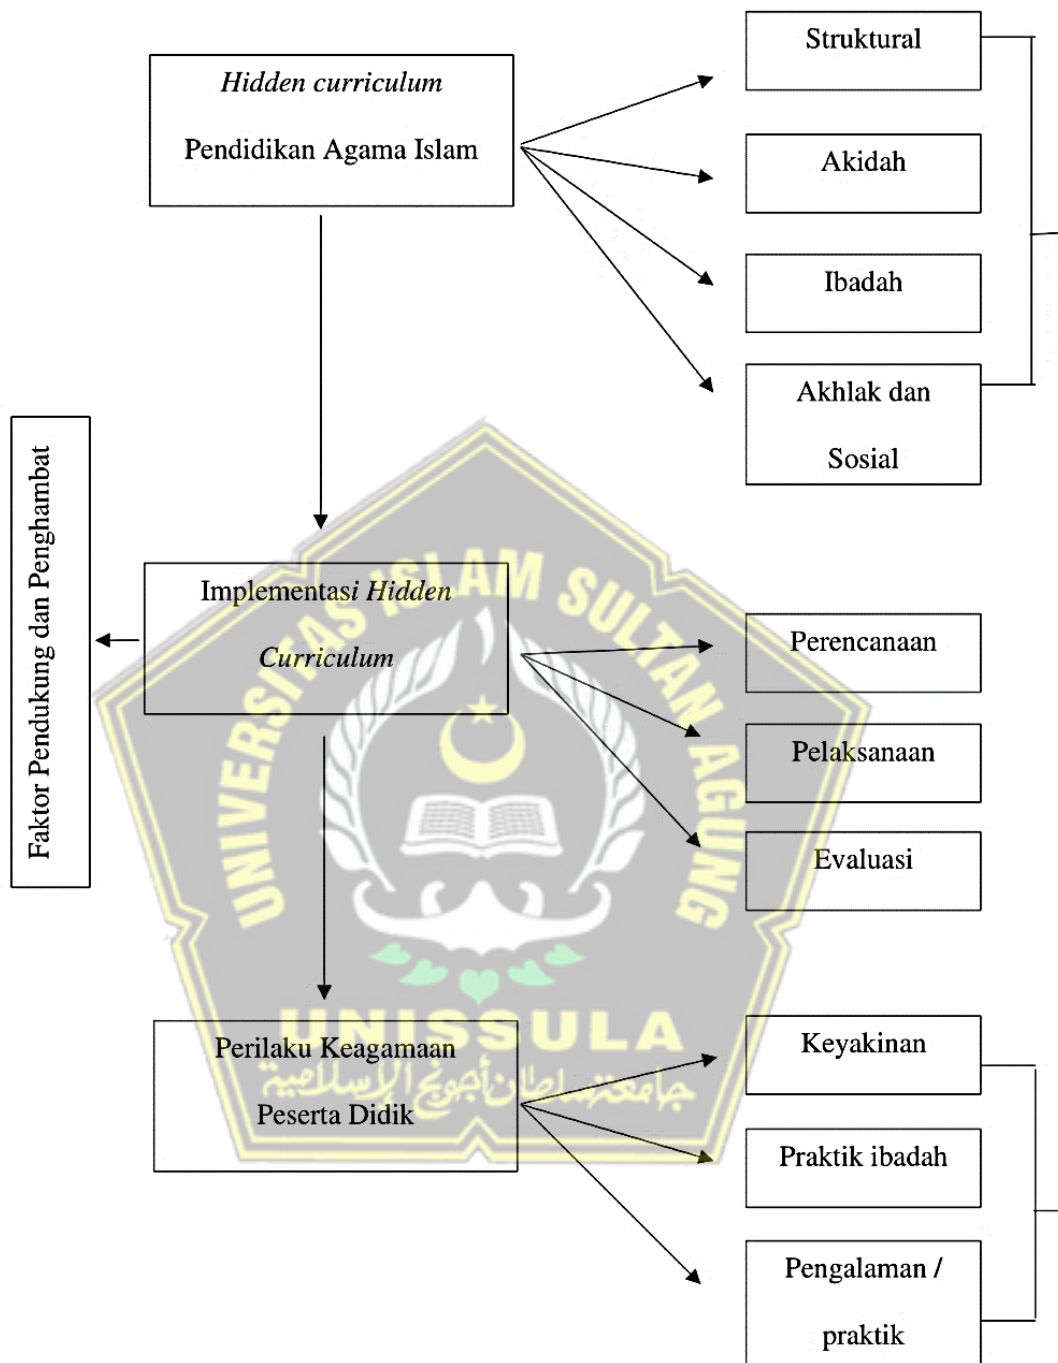 Hidden curriculum
Pendidikan Agama Islam
Struktural
Akidah
Ibadah
Akhlak dan
Sosial
Faktor Pendukung dan Penghambat
Implementasi Hidden
Curriculum
Perencanaan
Pelaksanaan
Evaluasi
Perilaku Keagamaan
Peserta Didik
Keyakinan
Praktik ibadah
Pengalaman /
praktik
UNIVERSITAS ISLAM SULTAN AGUNG
UNISSULA
جامعة سلطان أجونج الإسلامية